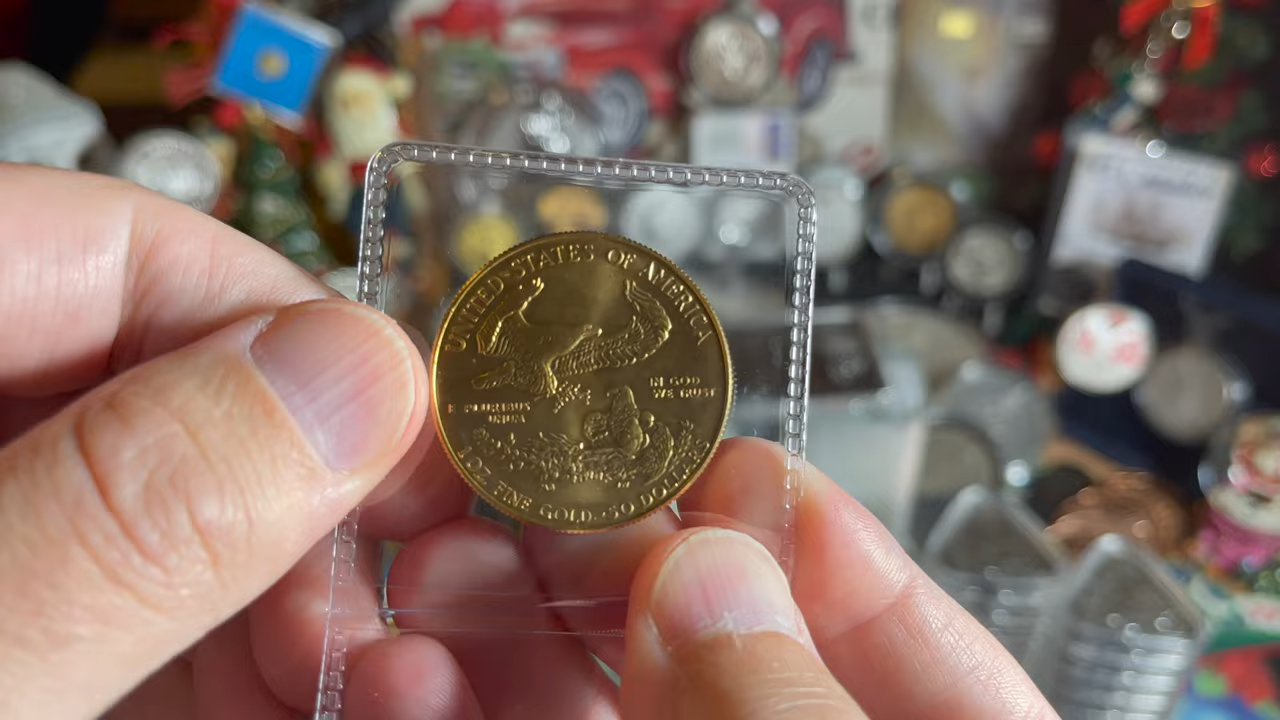 UNITED STATES OF AMERICA
IN GOD
WE TRUST
E PLURIBUS
UNUM
1 OZ. FINE GOLD-50 DOLLARS